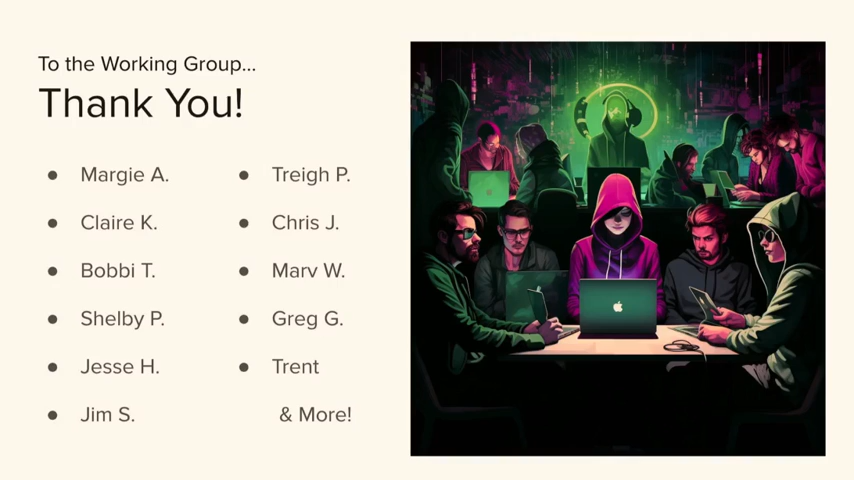 To the Working Group...
Thank You!
● Margie A.
● Claire K.
● Bobbi T.
● Shelby P.
● Jesse H.
● Jim S.
● Treigh P.
● Chris J.
● Marv W.
● Greg G.
● Trent
& More!